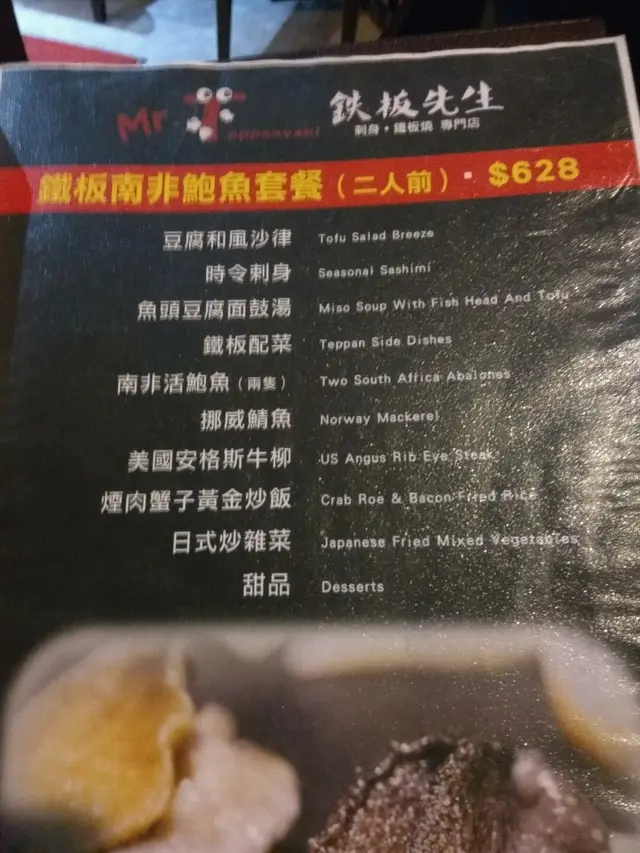 Mr. Teppanyaki 鉄板先生
刺身・鐵板燒 專門店
鐵板南非鮑魚套餐（二人前）· $628
豆腐和風沙律 Tofu Salad Breeze
時令刺身 Seasonal Sashimi
魚頭豆腐面鼓湯 Miso Soup With Fish Head And Tofu
鐵板配菜 Teppan Side Dishes
南非活鮑魚（兩隻） Two South Africa Abalones
挪威鯖魚 Norway Mackerel
美國安格斯牛柳 US Angus Rib Eye Steak
煙肉蟹子黃金炒飯 Crab Roe & Bacon Fried Rice
日式炒雜菜 Japanese Fried Mixed Vegetables
甜品 Desserts